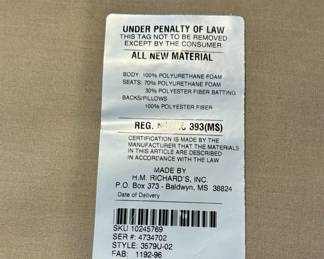 UNDER PENALTY OF LAW
THIS TAG NOT TO BE REMOVED
EXCEPT BY THE CONSUMER
ALL NEW MATERIAL
BODY: 100% POLYURETHANE FOAM
SEATS: 70% POLYURETHANE FOAM
30% POLYESTER FIBER BATTING
BACKS/PILLOWS
100% POLYESTER FIBER
REG. 393(MS)
CERTIFICATION IS MADE BY THE
MANUFACTURER THAT THE MATERIALS
IN THIS ARTICLE ARE DESCRIBED
IN ACCORDANCE WITH THE LAW
MADE BY
H.M. RICHARD'S, INC.
P.O. BOX 373 - Baldwyn, MS 38824
Date of Delivery
SKU 10245769
SER #: 4734702
STYLE: 3579U-02
FAB: 1192-96